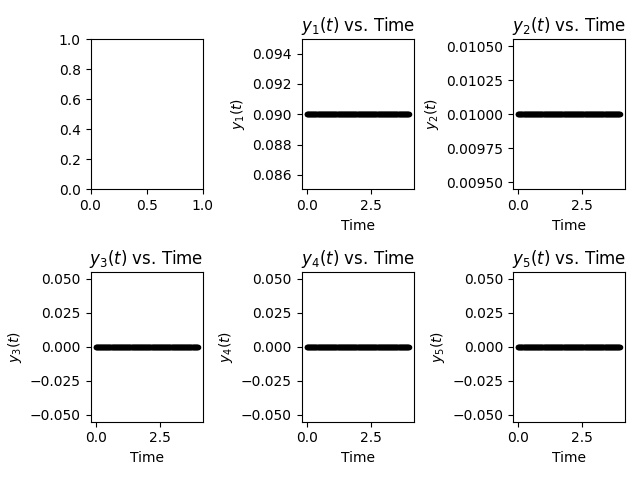 y₁(t) vs. Time
y₂(t) vs. Time
1.0
0.8
0.6
0.4
0.2
0.0
0.0 0.5 1.0
y₁(t)
0.094
0.092
0.090
0.088
0.086
0.0 2.5
Time
y₂(t)
0.01050
0.01025
0.01000
0.00975
0.00950
0.0 2.5
Time
y₃(t) vs. Time
y₄(t) vs. Time
y₅(t) vs. Time
y₃(t)
0.050
0.025
0.000
−0.025
−0.050
0.0 2.5
Time
y₄(t)
0.050
0.025
0.000
−0.025
−0.050
0.0 2.5
Time
y₅(t)
0.050
0.025
0.000
−0.025
−0.050
0.0 2.5
Time